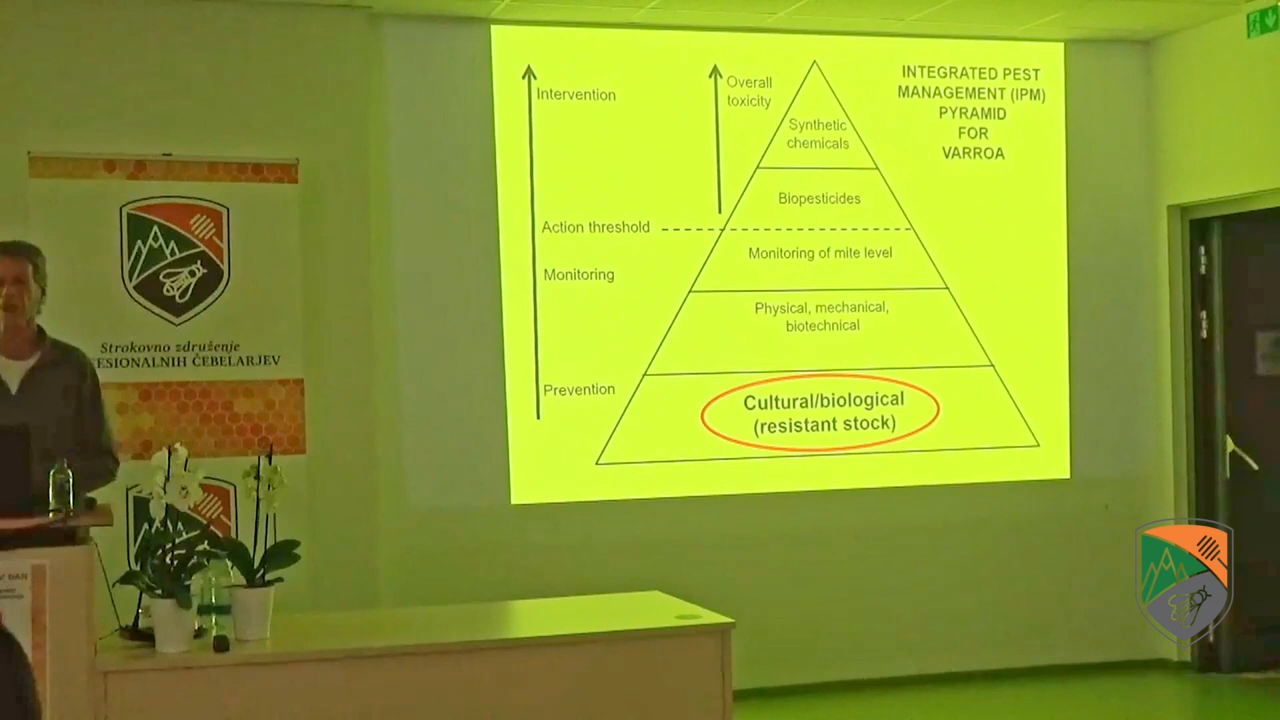 INTEGRATED PEST
MANAGEMENT (IPM)
PYRAMID
FOR
VARROA
Intervention
Overall
toxicity
Synthetic
chemicals
Biopesticides
Action threshold
Monitoring of mite level
Monitoring
Physical, mechanical,
biotechnical
Prevention
Cultural/biological
(resistant stock)
Strokovno združenje
ESIONALNIH ČEBELARJEV
DAN